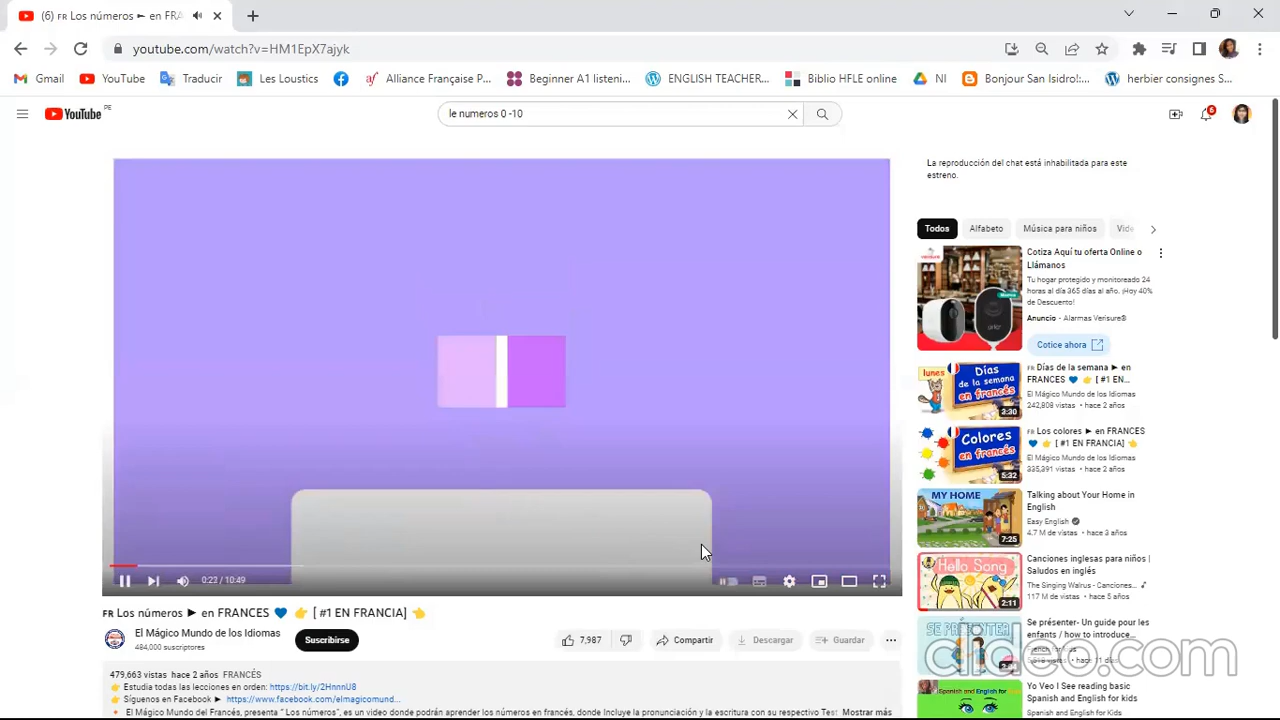 (6) FR Los números ► en FRA
youtube.com/watch?v=HM1EpX7ajyk
Gmail
YouTube
Traducir
Les Loustics
Alliance Française P...
Beginner A1 listeni...
ENGLISH TEACHER...
Biblio HFLE online
NI
Bonjour San Isidro!:...
herbier consignes S...
YouTube PE
le numeros 0 -10
6
La reproducción del chat está inhabilitada para este
estreno.
Todos
Alfabeto
Música para niños
Vide
Cotiza Aquí tu oferta Online o
Llámanos
Tu hogar protegido y monitoreado 24
horas al día 365 días al año. ¡Hoy 40%
de Descuento!
Anuncio · Alarmas Verisure®
Cotice ahora
lunes
Días
de la semana
en FRANCÉS
3:30
FR Días de la semana ► en
FRANCES 💙 👉 [ #1 EN...
El Mágico Mundo de los Idiomas
242,808 vistas • hace 2 años
Colores
en francés
5:32
FR Los colores ► en FRANCES
💙 👉 [ #1 EN FRANCIA] 👈
El Mágico Mundo de los Idiomas
335,391 vistas • hace 2 años
MY HOME
7:25
Talking about Your Home in
English
Easy English
4.7 M de vistas • hace 3 años
Hello Song
2:11
Canciones inglesas para niños |
Saludos en inglés
The Singing Walrus - Canciones...
117 M de vistas • hace 5 años
SE PRÉSENTER
Se présenter- Un guide pour les
enfants / how to introduce...
French for kids
hace 11 días
Spanish and English for
Yo Veo I See reading basic
Spanish and English for kids
Spanish and English for Kids
0:23 / 10:49
FR Los números ► en FRANCES 💙 👉 [ #1 EN FRANCIA] 👈
El Mágico Mundo de los Idiomas
484,000 suscriptores
Suscribirse
7,987
Compartir
Descargar
Guardar
479,663 vistas hace 2 años FRANCÉS
👉 Estudia todas las lecciones en orden: https://bit.ly/2HnnnU8
👉 Síguenos en Facebook ► https://www.facebook.com/elmagicomund...
El Mágico Mundo del Francés, presenta " Los números", es un video donde podrán aprender los números en francés, donde Incluye la pronunciación y la escritura con su respectivo Test Mostrar más
clideo.com